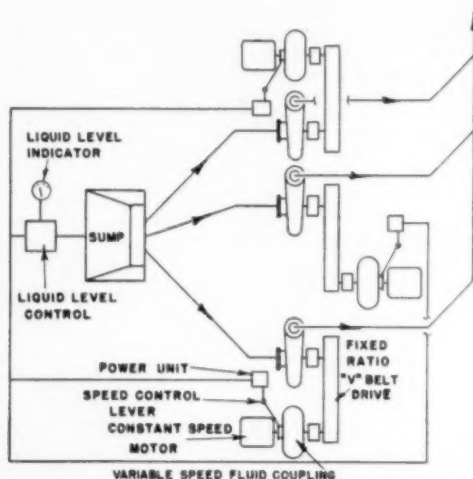 LIQUID LEVEL
INDICATOR
SUMP
LIQUID LEVEL
CONTROL
POWER UNIT
SPEED CONTROL
LEVER
CONSTANT SPEED
MOTOR
FIXED
RATIO
"V" BELT
DRIVE
VARIABLE SPEED FLUID COUPLING